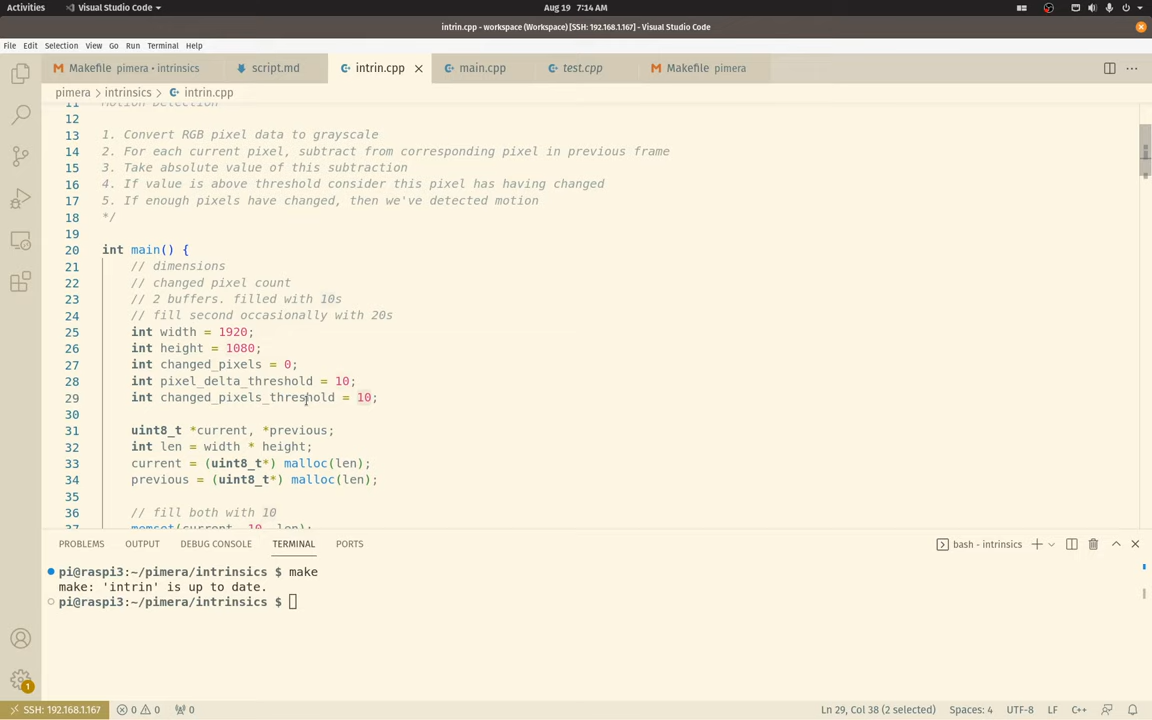 Activities Visual Studio Code Aug 19 7:14 AM
intrin.cpp - workspace (Workspace) [SSH: 192.168.1.167] - Visual Studio Code
File Edit Selection View Go Run Terminal Help
Makefile pimera • intrinsics script.md intrin.cpp main.cpp test.cpp Makefile pimera
pimera > intrinsics > intrin.cpp
11 Motion Detection
12
13 1. Convert RGB pixel data to grayscale
14 2. For each current pixel, subtract from corresponding pixel in previous frame
15 3. Take absolute value of this subtraction
16 4. If value is above threshold consider this pixel has having changed
17 5. If enough pixels have changed, then we've detected motion
18 */
19
20 int main() {
21 // dimensions
22 // changed pixel count
23 // 2 buffers. filled with 10s
24 // fill second occasionally with 20s
25 int width = 1920;
26 int height = 1080;
27 int changed_pixels = 0;
28 int pixel_delta_threshold = 10;
29 int changed_pixels_threshold = 10;
30
31 uint8_t *current, *previous;
32 int len = width * height;
33 current = (uint8_t*) malloc(len);
34 previous = (uint8_t*) malloc(len);
35
36 // fill both with 10
37 memset(current, 10, len);
PROBLEMS OUTPUT DEBUG CONSOLE TERMINAL PORTS bash - intrinsics
pi@raspi3:~/pimera/intrinsics $ make
make: 'intrin' is up to date.
pi@raspi3:~/pimera/intrinsics $
1
SSH: 192.168.1.167 0 0 0 Ln 29, Col 38 (2 selected) Spaces: 4 UTF-8 LF C++